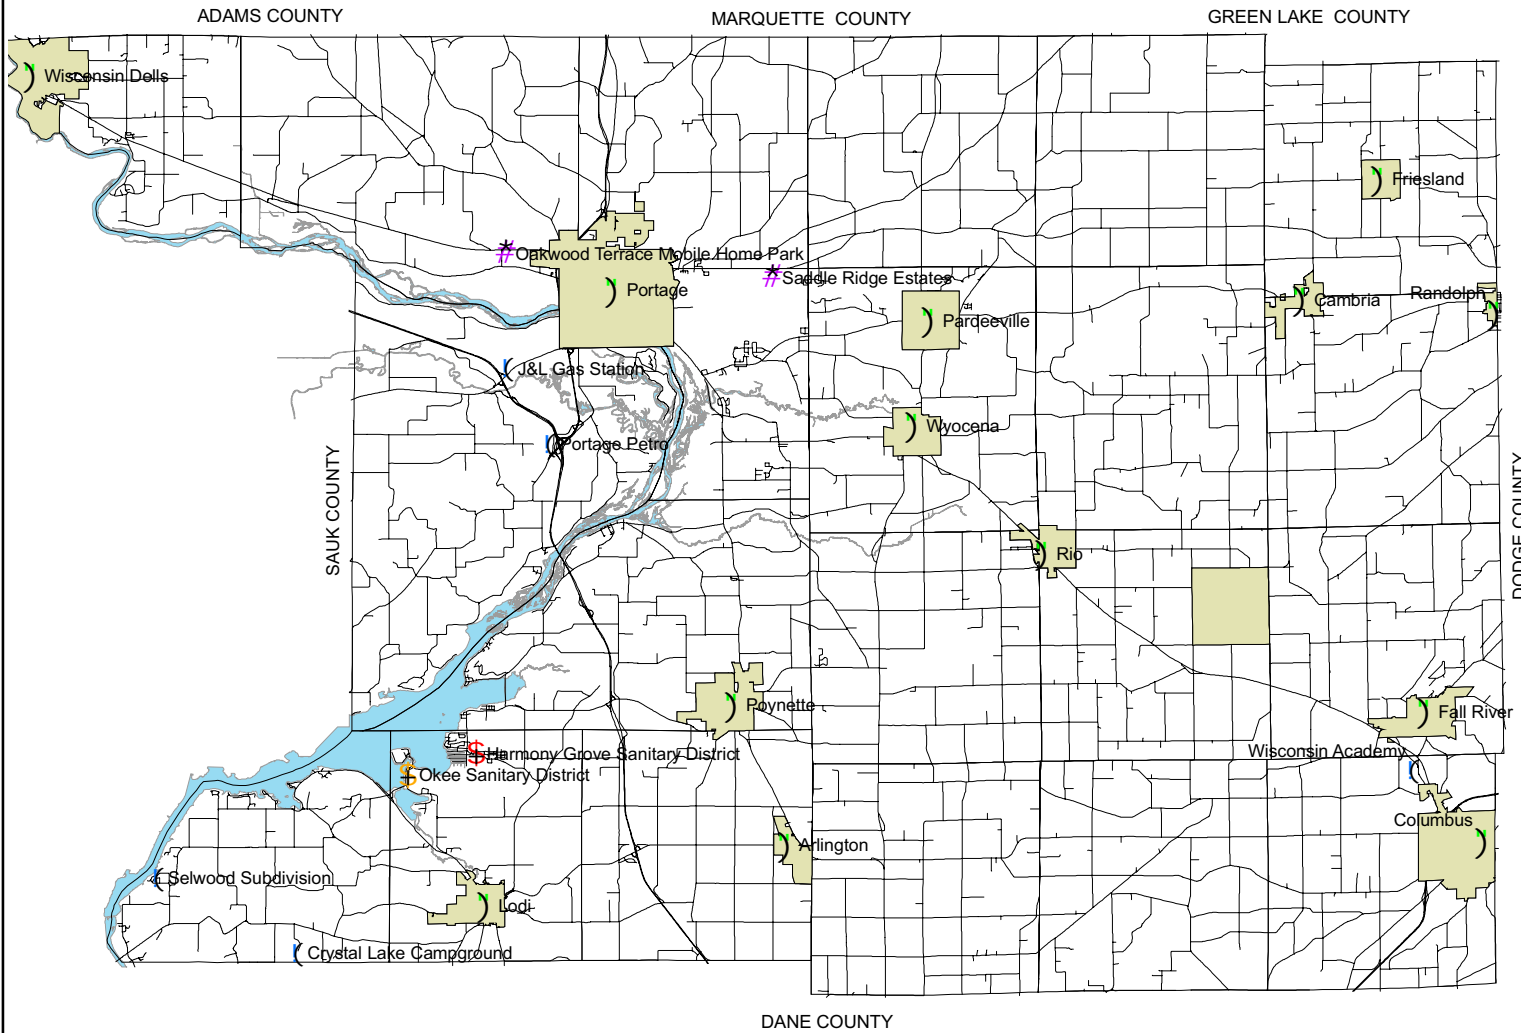 ADAMS COUNTY
MARQUETTE COUNTY
GREEN LAKE COUNTY
Wisconsin Dells
Friesland
Oakwood Terrace Mobile Home Park
Saddle Ridge Estates
Portage
Pardeeville
Cambria
Randolph
J&L Gas Station
Wyocena
Portage Petro
SAUK COUNTY
DODGE COUNTY
Rio
Poynette
Fall River
Harmony Grove Sanitary District
Wisconsin Academy
Okee Sanitary District
Columbus
Arlington
Selwood Subdivision
Lodi
Crystal Lake Campground
DANE COUNTY